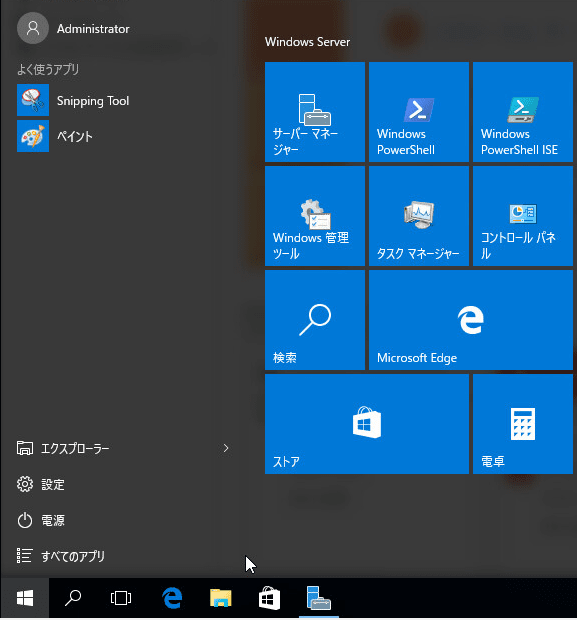 Administrator
よく使うアプリ
Snipping Tool
ペイント
エクスプローラー
設定
電源
すべてのアプリ
Windows Server
サーバー マネー
ジャー
Windows
PowerShell
Windows
PowerShell ISE
Windows 管理
ツール
タスク マネージャー
コントロール パネ
ル
検索
Microsoft Edge
ストア
電卓